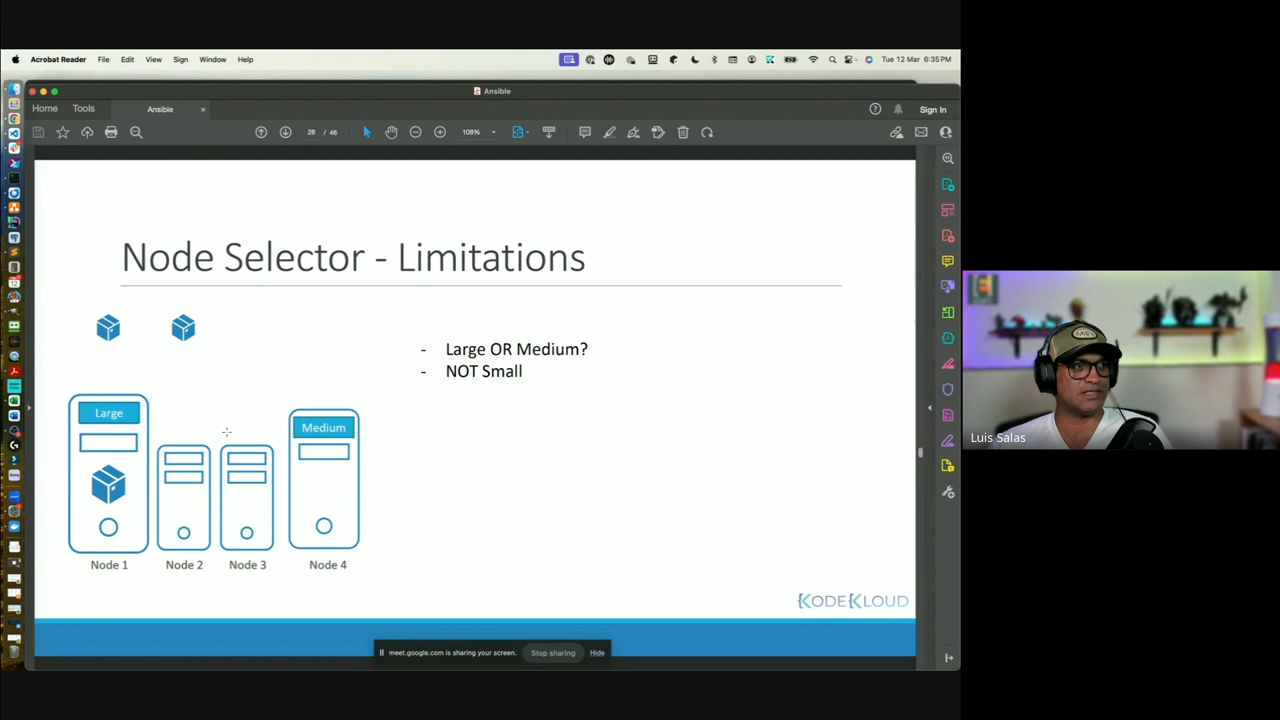 Acrobat Reader File Edit View Sign Window Help Tue 12 Mar 6:35PM
Ansible
Home Tools Ansible × Sign In
28 / 46 108%
Node Selector - Limitations
- Large OR Medium?
- NOT Small
Large
Medium
Node 1 Node 2 Node 3 Node 4
KODEKLOUD
meet.google.com is sharing your screen. Stop sharing Hide
Luis Salas